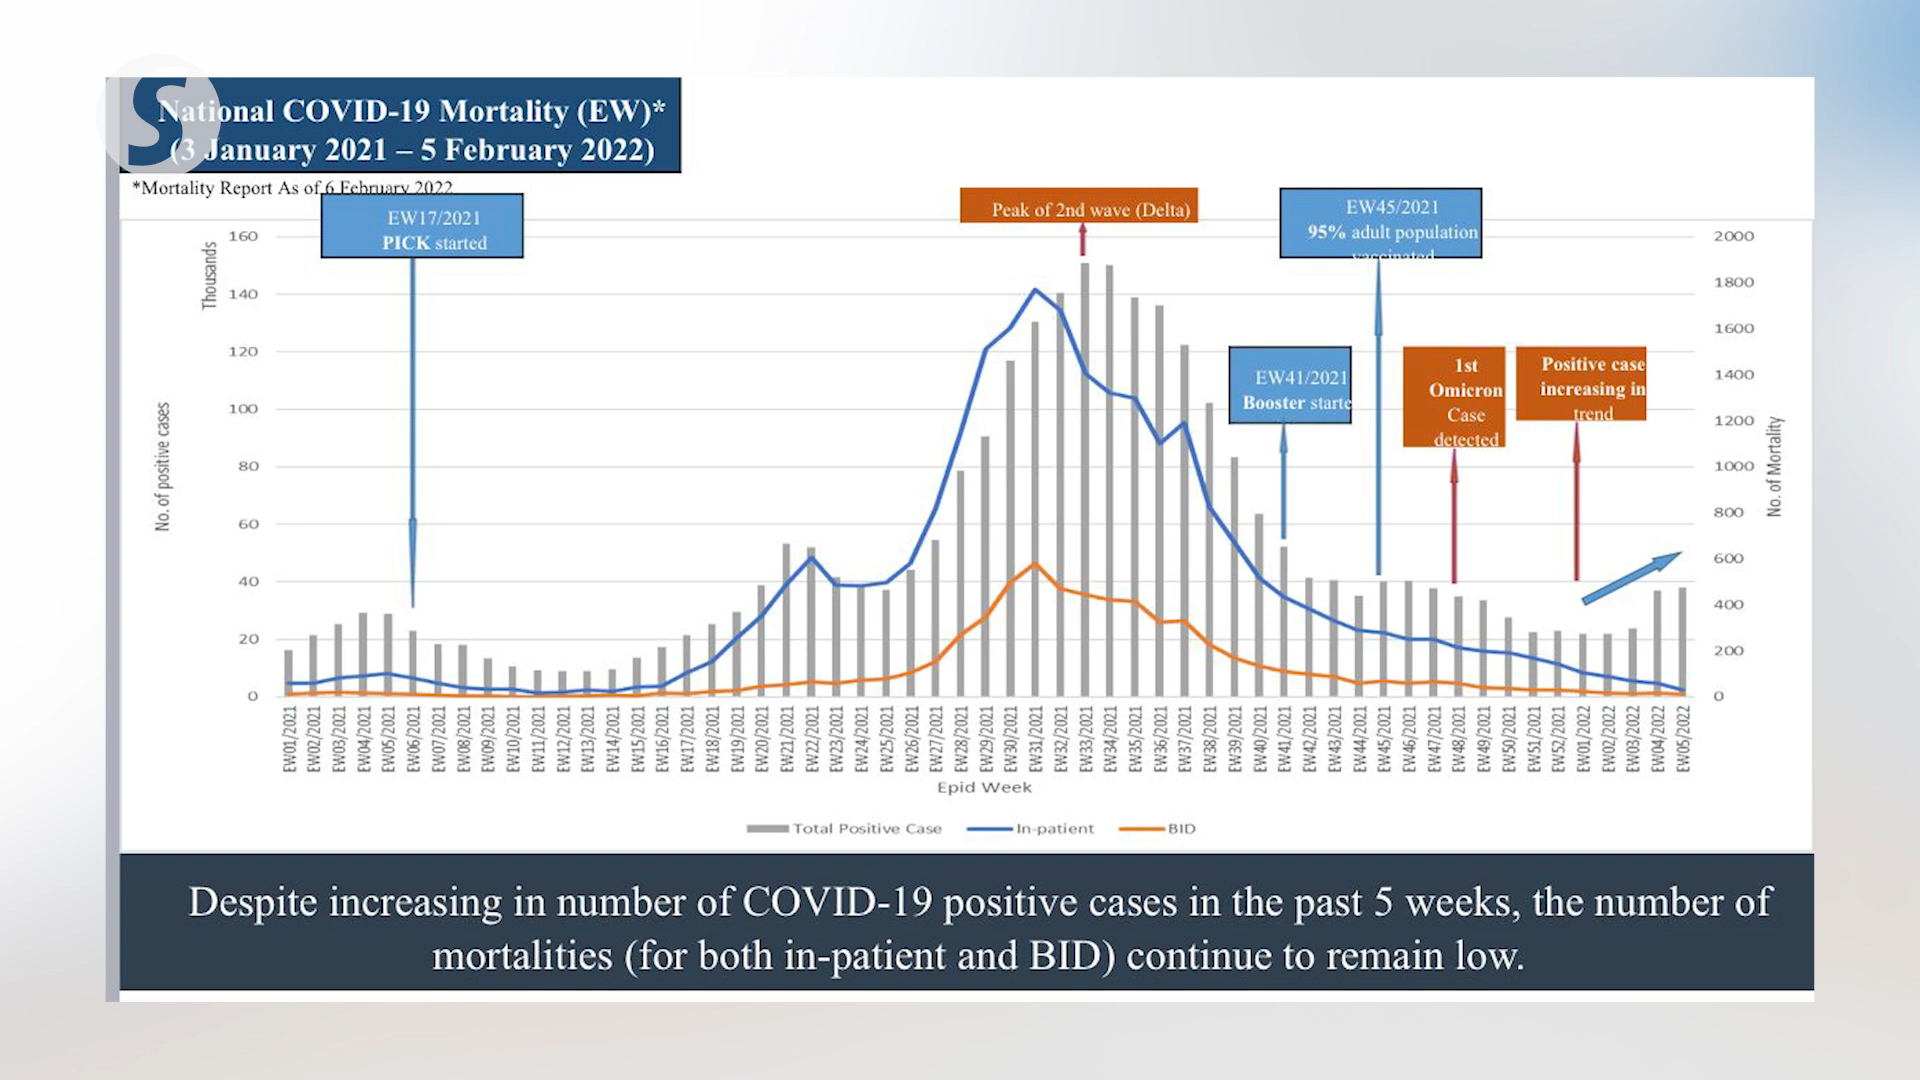 S
National COVID-19 Mortality (EW)*
(3 January 2021 – 5 February 2022)
*Mortality Report As of 6 February 2022
EW17/2021
PICK started
Peak of 2nd wave (Delta)
EW45/2021
95% adult population
vaccinated
EW41/2021
Booster starte
1st
Omicron
Case
detected
Positive case
increasing in
trend
Thousands
No. of positive cases
160
140
120
100
80
60
40
20
0
2000
1800
1600
1400
1200
1000
800
600
400
200
0
No. of Mortality
EW01/2021
EW02/2021
EW03/2021
EW04/2021
EW05/2021
EW06/2021
EW07/2021
EW08/2021
EW09/2021
EW10/2021
EW11/2021
EW12/2021
EW13/2021
EW14/2021
EW15/2021
EW16/2021
EW17/2021
EW18/2021
EW19/2021
EW20/2021
EW21/2021
EW22/2021
EW23/2021
EW24/2021
EW25/2021
EW26/2021
EW27/2021
EW28/2021
EW29/2021
EW30/2021
EW31/2021
EW32/2021
EW33/2021
EW34/2021
EW35/2021
EW36/2021
EW37/2021
EW38/2021
EW39/2021
EW40/2021
EW41/2021
EW42/2021
EW43/2021
EW44/2021
EW45/2021
EW46/2021
EW47/2021
EW48/2021
EW49/2021
EW50/2021
EW51/2021
EW52/2021
EW01/2022
EW02/2022
EW03/2022
EW04/2022
EW05/2022
Epid Week
Total Positive Case In-patient BID
Despite increasing in number of COVID-19 positive cases in the past 5 weeks, the number of
mortalities (for both in-patient and BID) continue to remain low.